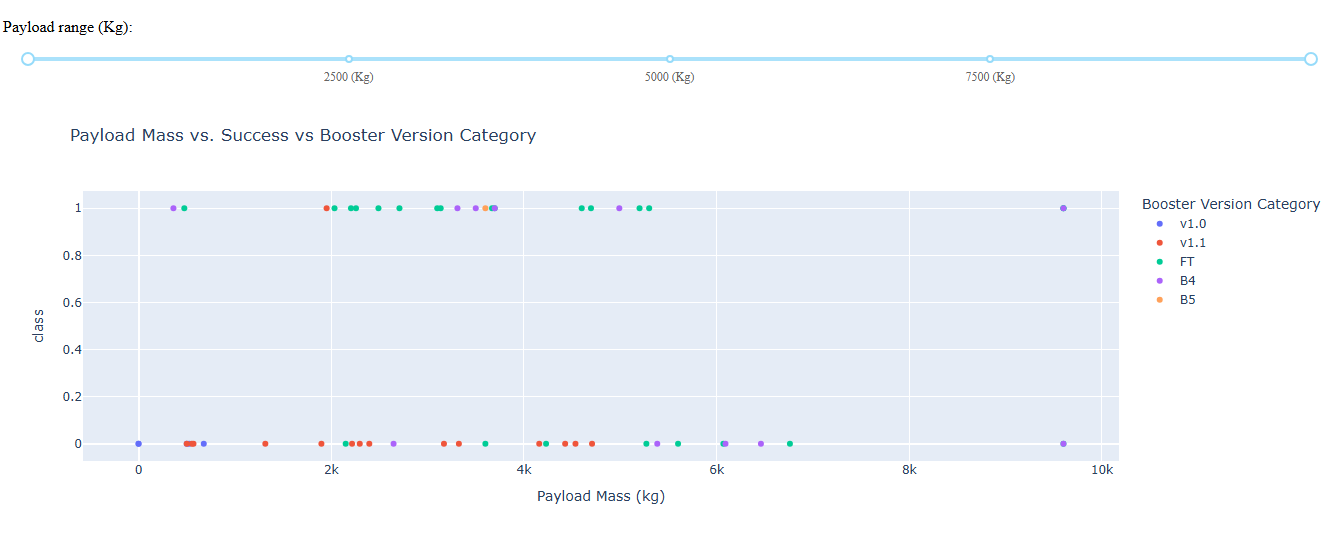 Payload range (Kg):
2500 (Kg) 5000 (Kg) 7500 (Kg)
Payload Mass vs. Success vs Booster Version Category
Booster Version Category
v1.0
v1.1
FT
B4
B5
1
0.8
0.6
0.4
0.2
0
class
0 2k 4k 6k 8k 10k
Payload Mass (kg)